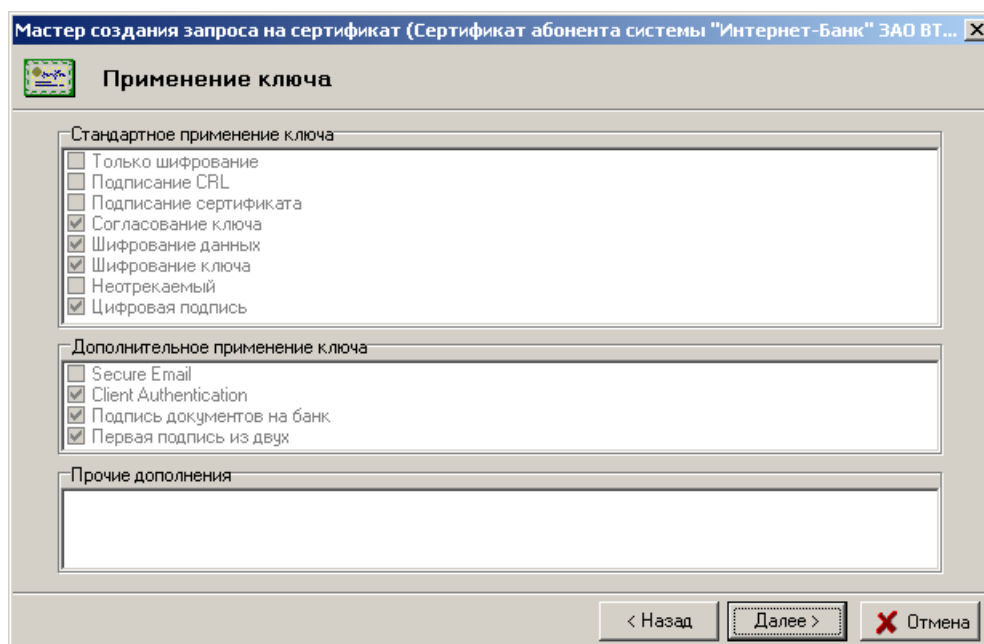 Мастер создания запроса на сертификат (Сертификат абонента системы "Интернет-Банк" ЗАО ВТ...
Применение ключа
Стандартное применение ключа
Только шифрование
Подписание CRL
Подписание сертификата
Согласование ключа
Шифрование данных
Шифрование ключа
Неотрекаемый
Цифровая подпись
Дополнительное применение ключа
Secure Email
Client Authentication
Подпись документов на банк
Первая подпись из двух
Прочие дополнения
< Назад
Далее >
Отмена